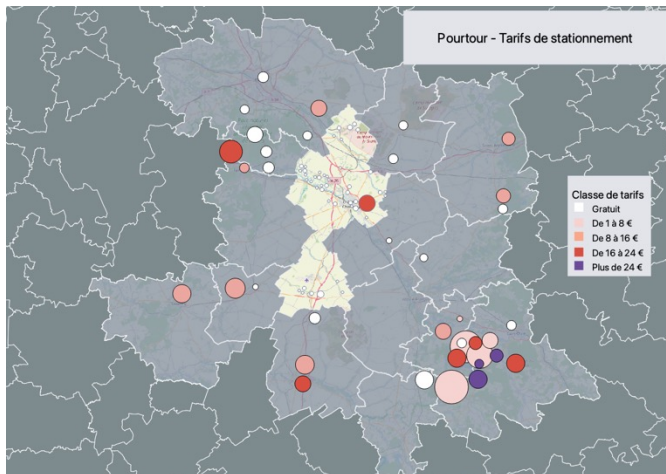 Pourtour - Tarifs de stationnement
Classe de tarifs
Gratuit
De 1 à 8 €
De 8 à 16 €
De 16 à 24 €
Plus de 24 €